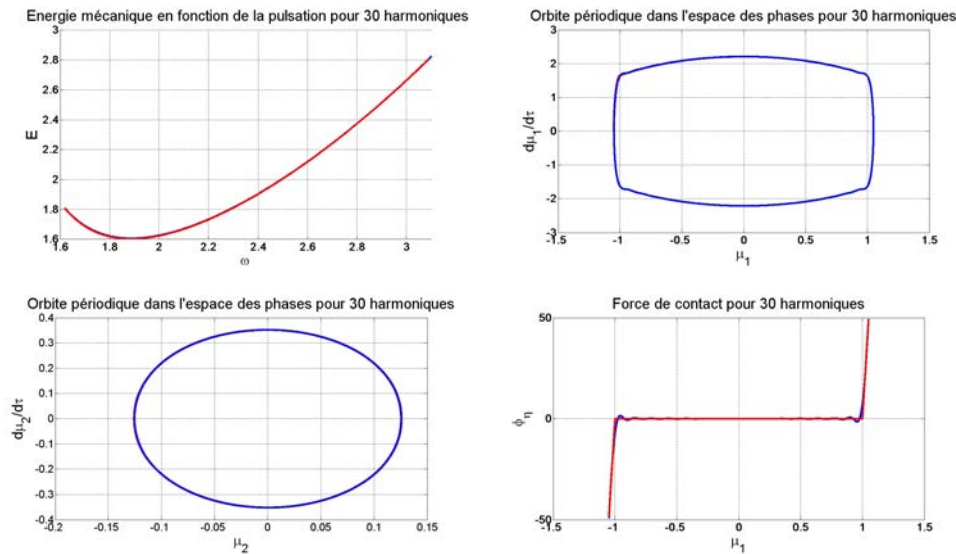 Energie mécanique en fonction de la pulsation pour 30 harmoniques
3
2.8
2.6
2.4
2.2
2
1.8
1.6
E
1.6 1.8 2 2.2 2.4 2.6 2.8 3
ω
Orbite périodique dans l'espace des phases pour 30 harmoniques
3
2
1
0
-1
-2
-3
dμ1/dτ
-1.5 -1 -0.5 0 0.5 1 1.5
μ1
Orbite périodique dans l'espace des phases pour 30 harmoniques
0.4
0.3
0.2
0.1
0
-0.1
-0.2
-0.3
-0.4
dμ2/dτ
-0.2 -0.15 -0.1 -0.05 0 0.05 0.1 0.15
μ2
Force de contact pour 30 harmoniques
50
0
-50
ϕη
-1.5 -1 -0.5 0 0.5 1 1.5
μ1